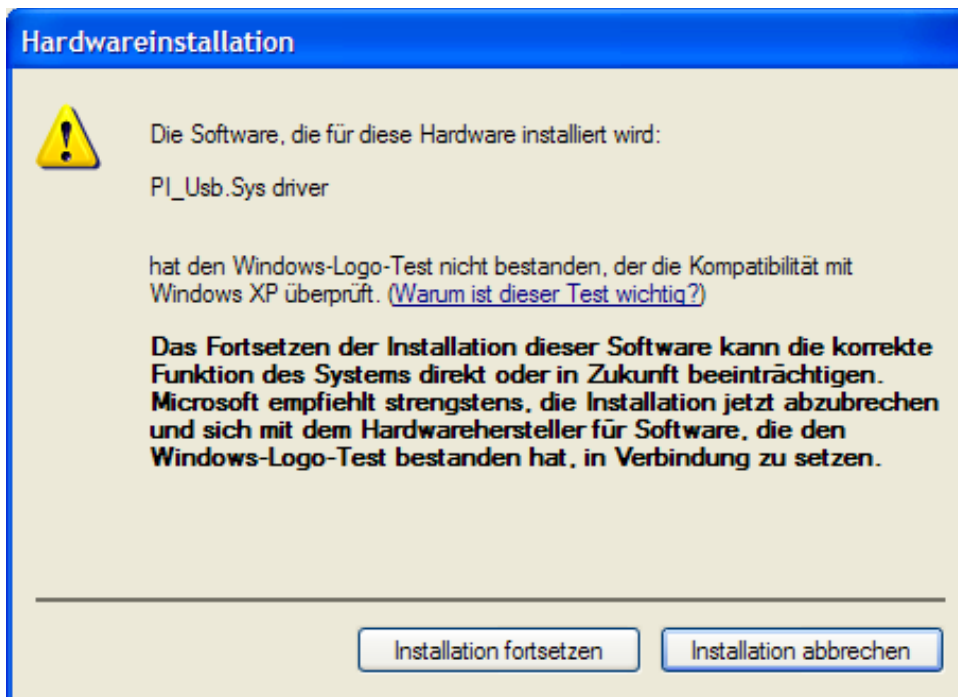 Hardwareinstallation
Die Software, die für diese Hardware installiert wird:
PI_Usb.Sys driver
hat den Windows-Logo-Test nicht bestanden, der die Kompatibilität mit
Windows XP überprüft. (Warum ist dieser Test wichtig?)
Das Fortsetzen der Installation dieser Software kann die korrekte
Funktion des Systems direkt oder in Zukunft beeinträchtigen.
Microsoft empfiehlt strengstens, die Installation jetzt abzubrechen
und sich mit dem Hardwarehersteller für Software, die den
Windows-Logo-Test bestanden hat, in Verbindung zu setzen.
Installation fortsetzen
Installation abbrechen